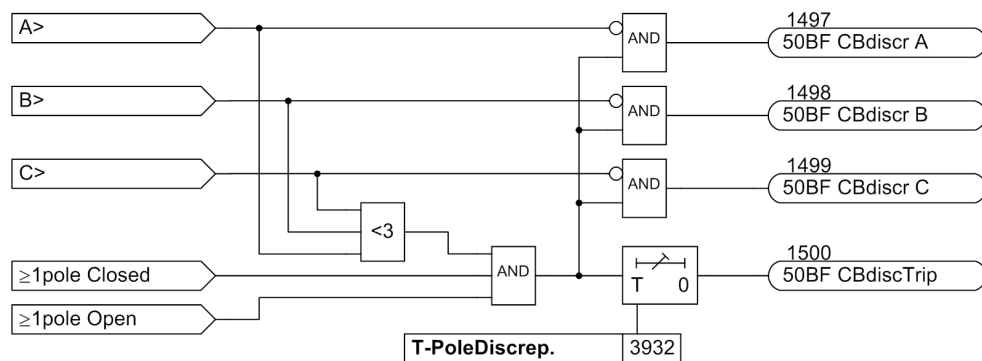 A>
AND
1497
50BF CBdiscr A
B>
AND
1498
50BF CBdiscr B
C>
AND
1499
50BF CBdiscr C
<3
≥1pole Closed
AND
T 0
1500
50BF CBdiscTrip
≥1pole Open
T-PoleDiscrep. 3932